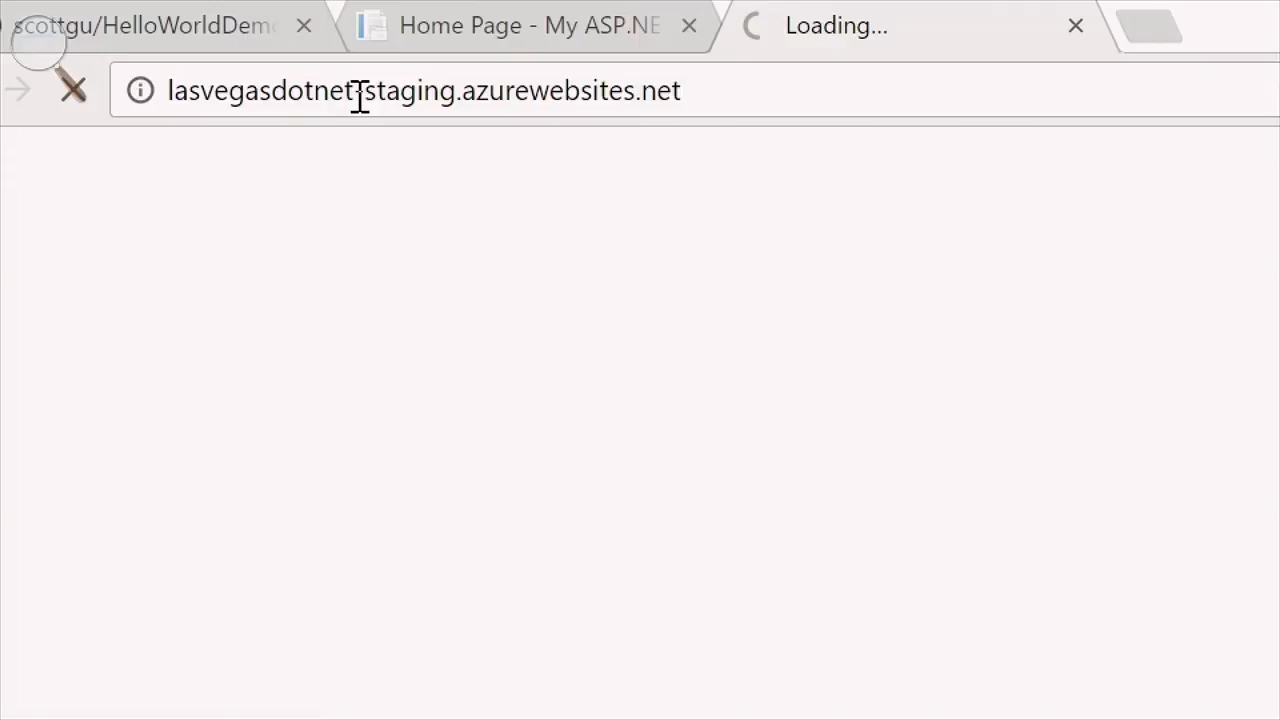 scottgu/HelloWorldDem
Home Page - My ASP.NE
Loading...
lasvegasdotnet-staging.azurewebsites.net